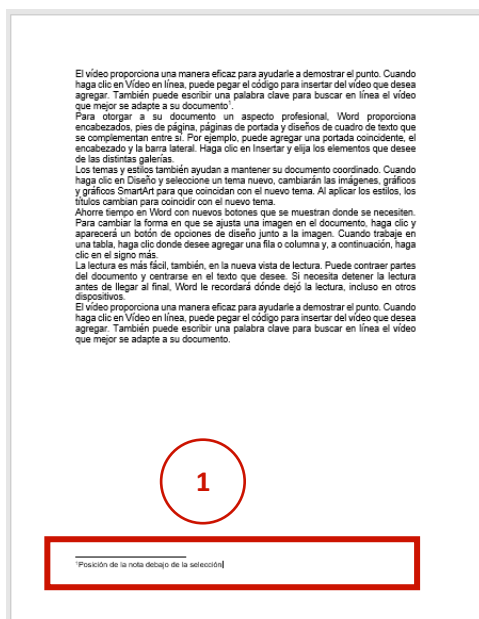 El vídeo proporciona una manera eficaz para ayudarle a demostrar el punto. Cuando
haga clic en Vídeo en línea, puede pegar el código para insertar del vídeo que desea
agregar. También puede escribir una palabra clave para buscar en línea el vídeo
que mejor se adapte a su documento¹.
Para otorgar a su documento un aspecto profesional, Word proporciona
encabezados, pies de página, páginas de portada y diseños de cuadro de texto que
se complementan entre sí. Por ejemplo, puede agregar una portada coincidente, el
encabezado y la barra lateral. Haga clic en Insertar y elija los elementos que desee
de las distintas galerías.
Los temas y estilos también ayudan a mantener su documento coordinado. Cuando
haga clic en Diseño y seleccione un tema nuevo, cambiarán las imágenes, gráficos
y gráficos SmartArt para que coincidan con el nuevo tema. Al aplicar los estilos, los
títulos cambian para coincidir con el nuevo tema.
Ahorre tiempo en Word con nuevos botones que se muestran donde se necesiten.
Para cambiar la forma en que se ajusta una imagen en el documento, haga clic y
aparecerá un botón de opciones de diseño junto a la imagen. Cuando trabaje en
una tabla, haga clic donde desee agregar una fila o columna y, a continuación, haga
clic en el signo más.
La lectura es más fácil, también, en la nueva vista de lectura. Puede contraer partes
del documento y centrarse en el texto que desee. Si necesita detener la lectura
antes de llegar al final, Word le recordará dónde dejó la lectura, incluso en otros
dispositivos.
El vídeo proporciona una manera eficaz para ayudarle a demostrar el punto. Cuando
haga clic en Vídeo en línea, puede pegar el código para insertar del vídeo que desea
agregar. También puede escribir una palabra clave para buscar en línea el vídeo
que mejor se adapte a su documento.
1
¹Posición de la nota debajo de la selección